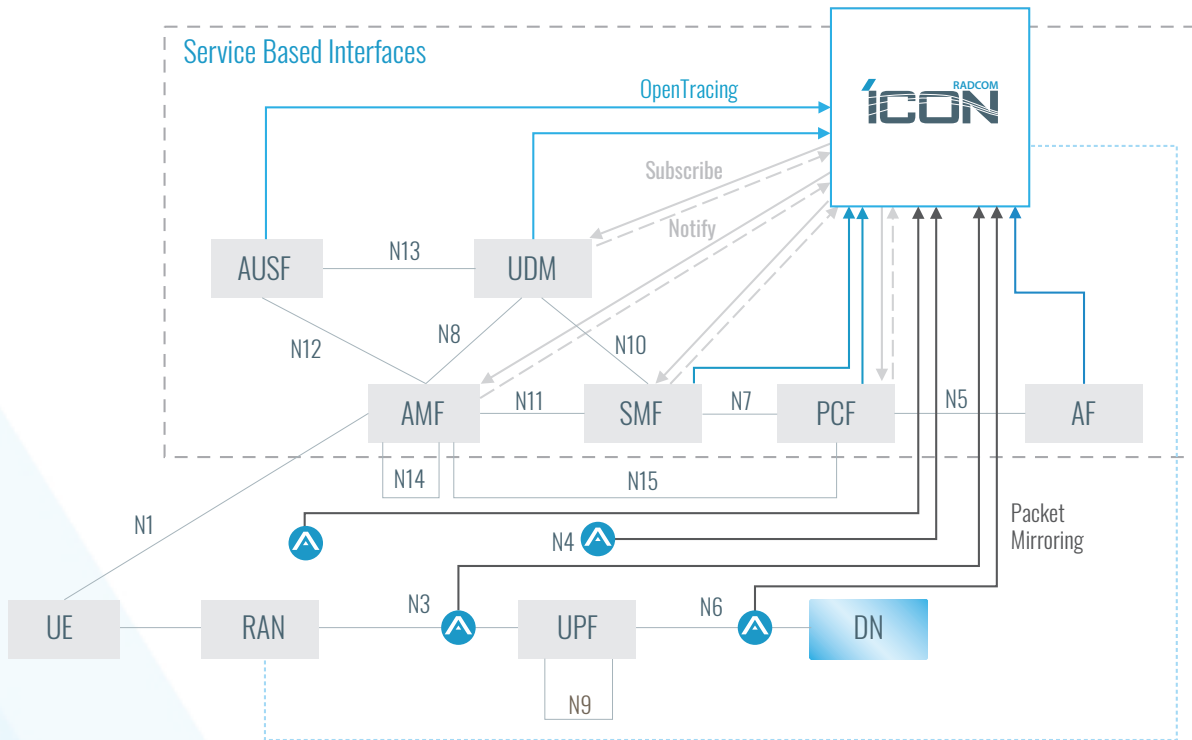 Service Based Interfaces
OpenTracing
RADCOM
ICON
Subscribe
Notify
AUSF
N13
UDM
N12
N8
N10
AMF
N11
SMF
N7
PCF
N5
AF
N14
N15
N1
N4
Packet
Mirroring
UE
RAN
N3
UPF
N6
DN
N9